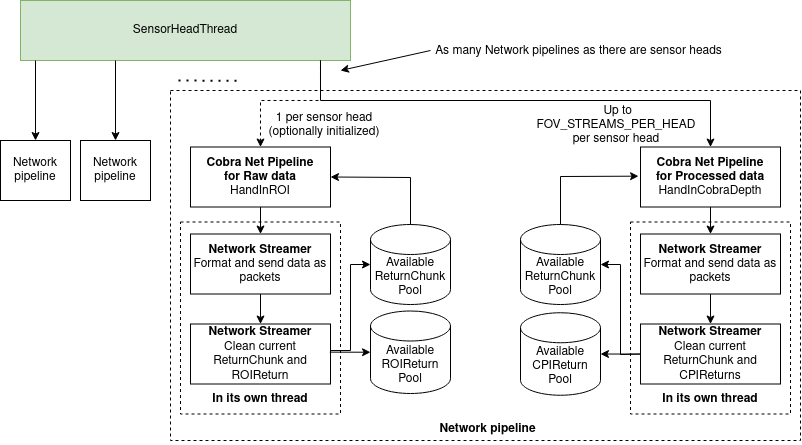 SensorHeadThread
As many Network pipelines as there are sensor heads
. . . . . . . .
1 per sensor head
(optionally initialized)
Up to
FOV_STREAMS_PER_HEAD
per sensor head
Network
pipeline
Network
pipeline
Cobra Net Pipeline
for Raw data
HandInROI
Cobra Net Pipeline
for Processed data
HandInCobraDepth
Network Streamer
Format and send data as
packets
Available
ReturnChunk
Pool
Available
ReturnChunk
Pool
Network Streamer
Format and send data as
packets
Network Streamer
Clean current
ReturnChunk and
ROIReturn
Available
ROIReturn
Pool
Available
CPIReturn
Pool
Network Streamer
Clean current
ReturnChunk and
CPIReturns
In its own thread
In its own thread
Network pipeline